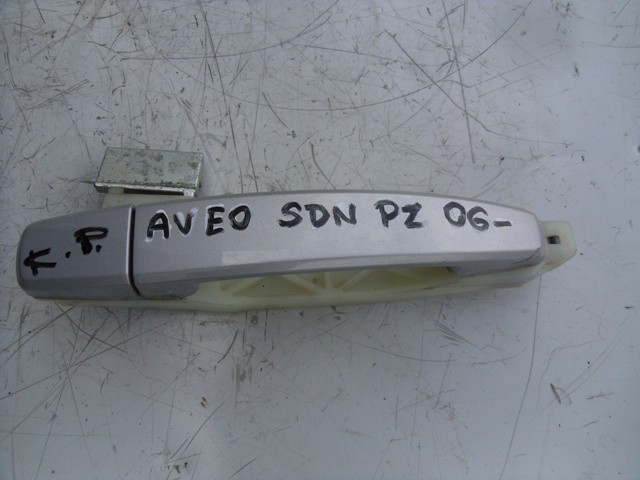 K.P. AVEO SDN PZ 06-